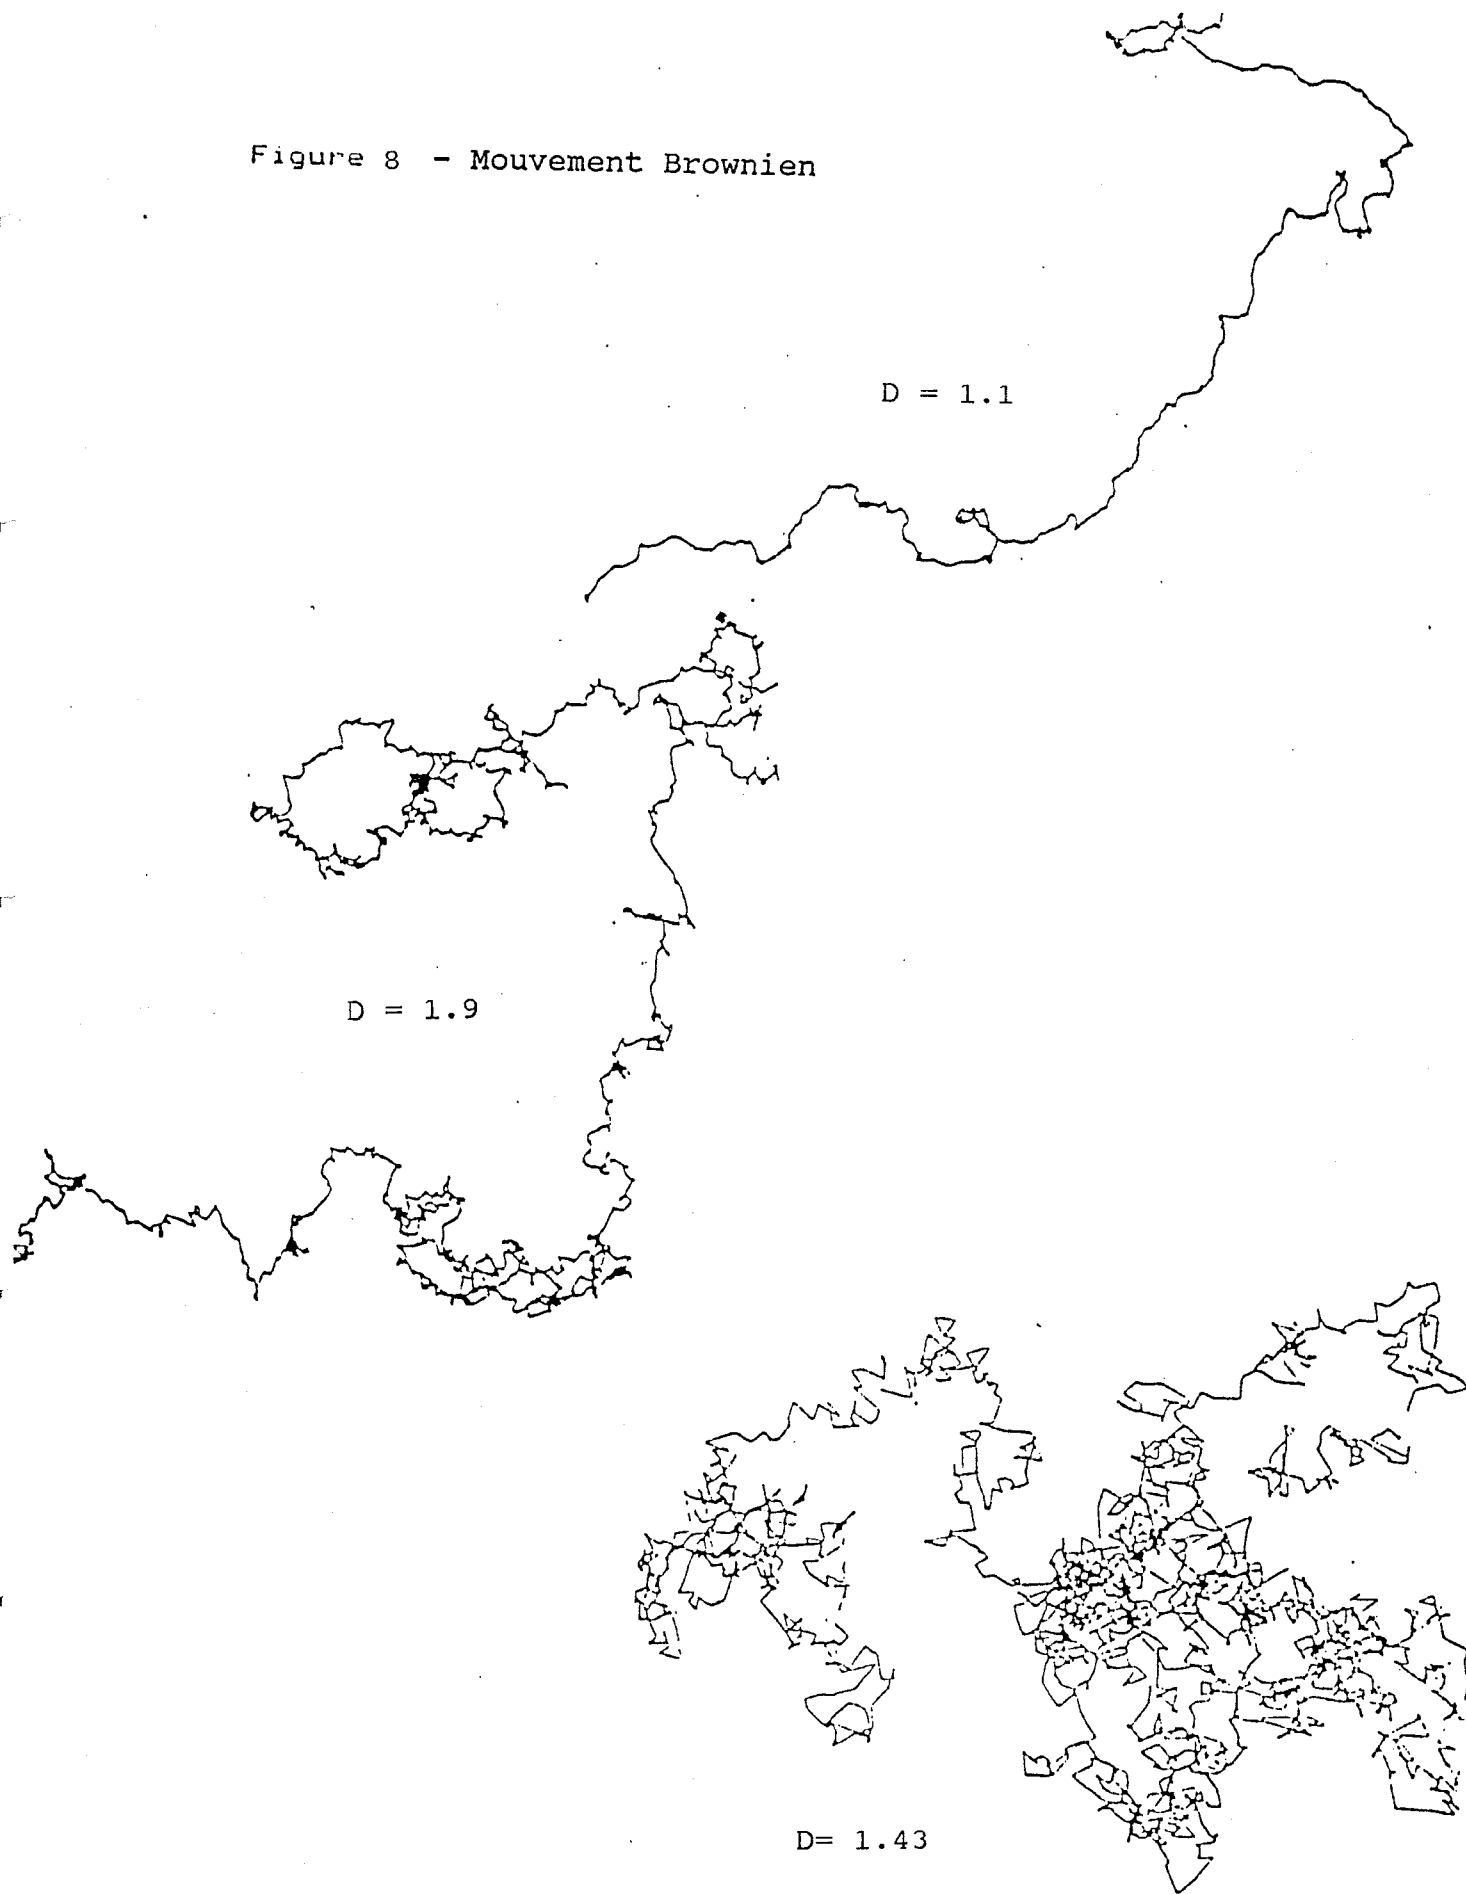 Figure 8 - Mouvement Brownien
D = 1.1
D = 1.9
D= 1.43